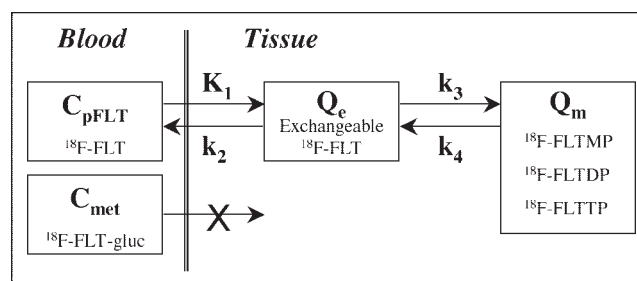 Blood
Tissue
C_pFLT
¹⁸F-FLT
K₁
k₂
Q_e
Exchangeable
¹⁸F-FLT
k₃
k₄
Q_m
¹⁸F-FLTMP
¹⁸F-FLTDP
¹⁸F-FLTTP
C_met
¹⁸F-FLT-gluc
X